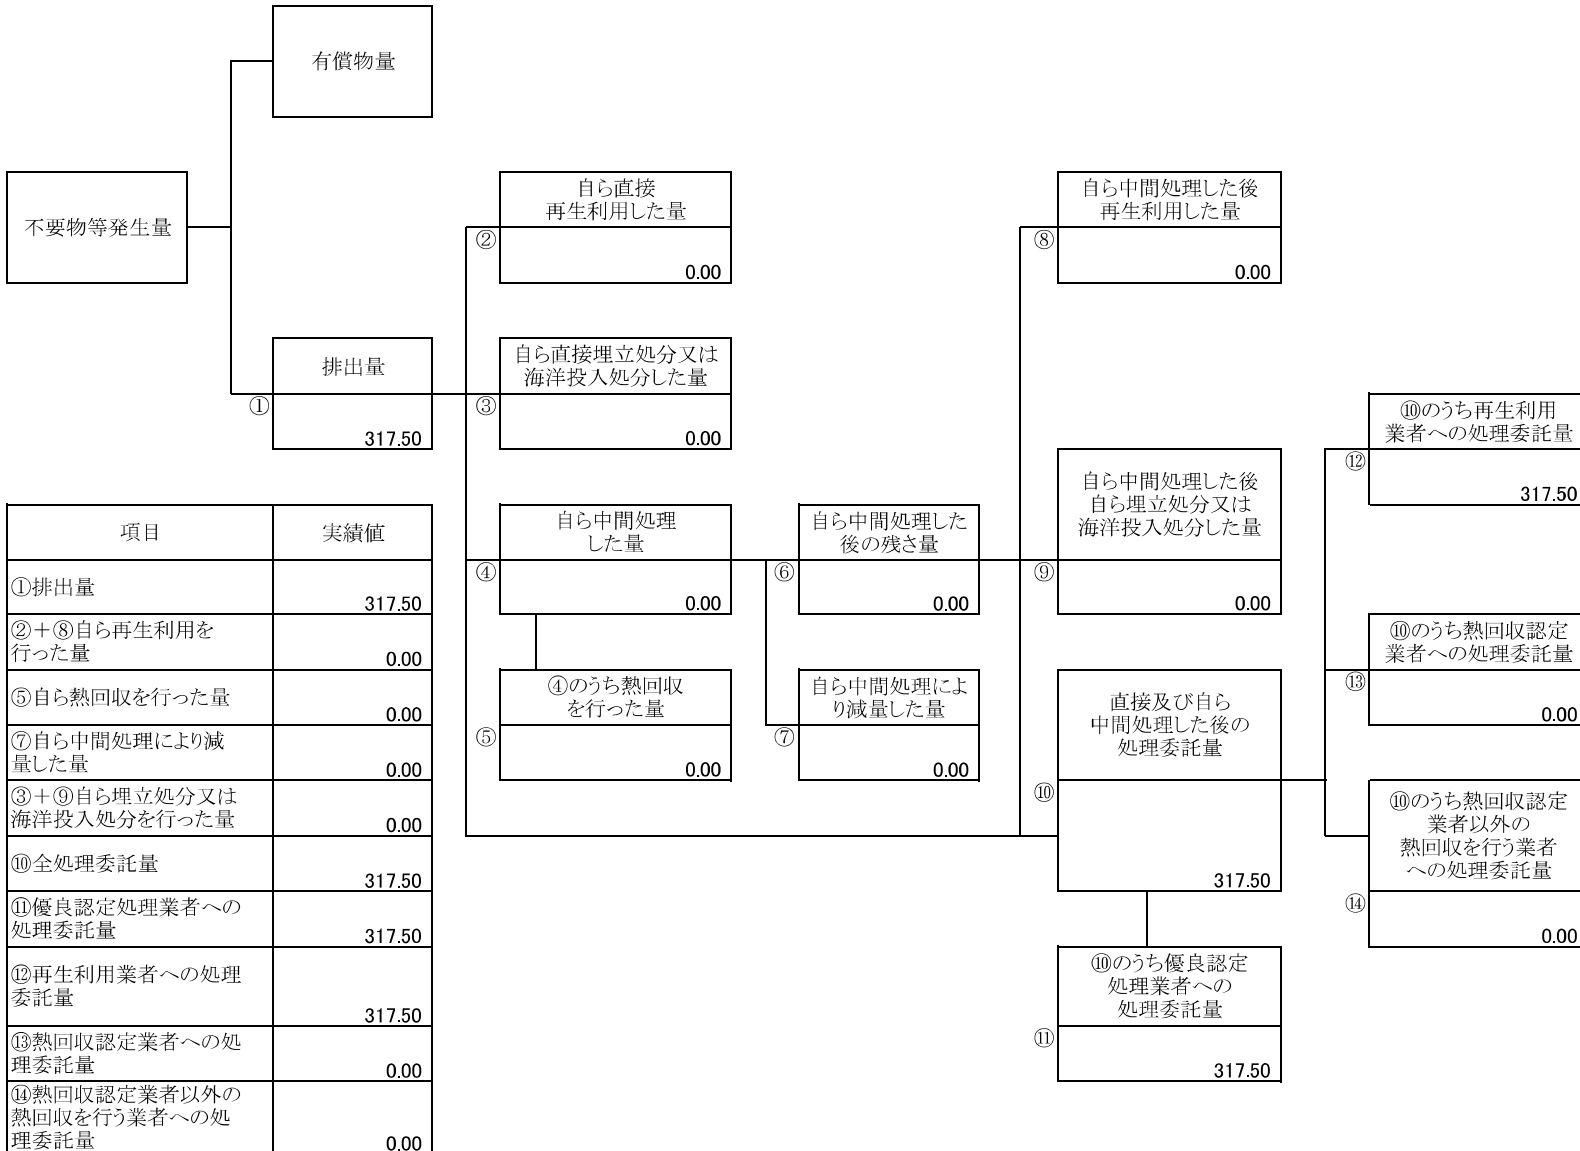 有償物量
不要物等発生量
排出量
①
317.50
自ら直接
再生利用した量
②
0.00
自ら直接埋立処分又は
海洋投入処分した量
③
0.00
自ら中間処理
した量
④
0.00
④のうち熱回収
を行った量
⑤
0.00
自ら中間処理した
後の残さ量
⑥
0.00
自ら中間処理によ
り減量した量
⑦
0.00
自ら中間処理した後
再生利用した量
⑧
0.00
自ら中間処理した後
自ら埋立処分又は
海洋投入処分した量
⑨
0.00
直接及び自ら
中間処理した後の
処理委託量
⑩
317.50
⑩のうち優良認定
処理業者への
処理委託量
⑪
317.50
⑩のうち再生利用
業者への処理委託量
⑫
317.50
⑩のうち熱回収認定
業者への処理委託量
⑬
0.00
⑩のうち熱回収認定
業者以外の
熱回収を行う業者
への処理委託量
⑭
0.00
項目 実績値
①排出量 317.50
②+⑧自ら再生利用を
行った量 0.00
⑤自ら熱回収を行った量 0.00
⑦自ら中間処理により減
量した量 0.00
③+⑨自ら埋立処分又は
海洋投入処分を行った量 0.00
⑩全処理委託量 317.50
⑪優良認定処理業者への
処理委託量 317.50
⑫再生利用業者への処理
委託量 317.50
⑬熱回収認定業者への処
理委託量 0.00
⑭熱回収認定業者以外の
熱回収を行う業者への処
理委託量 0.00